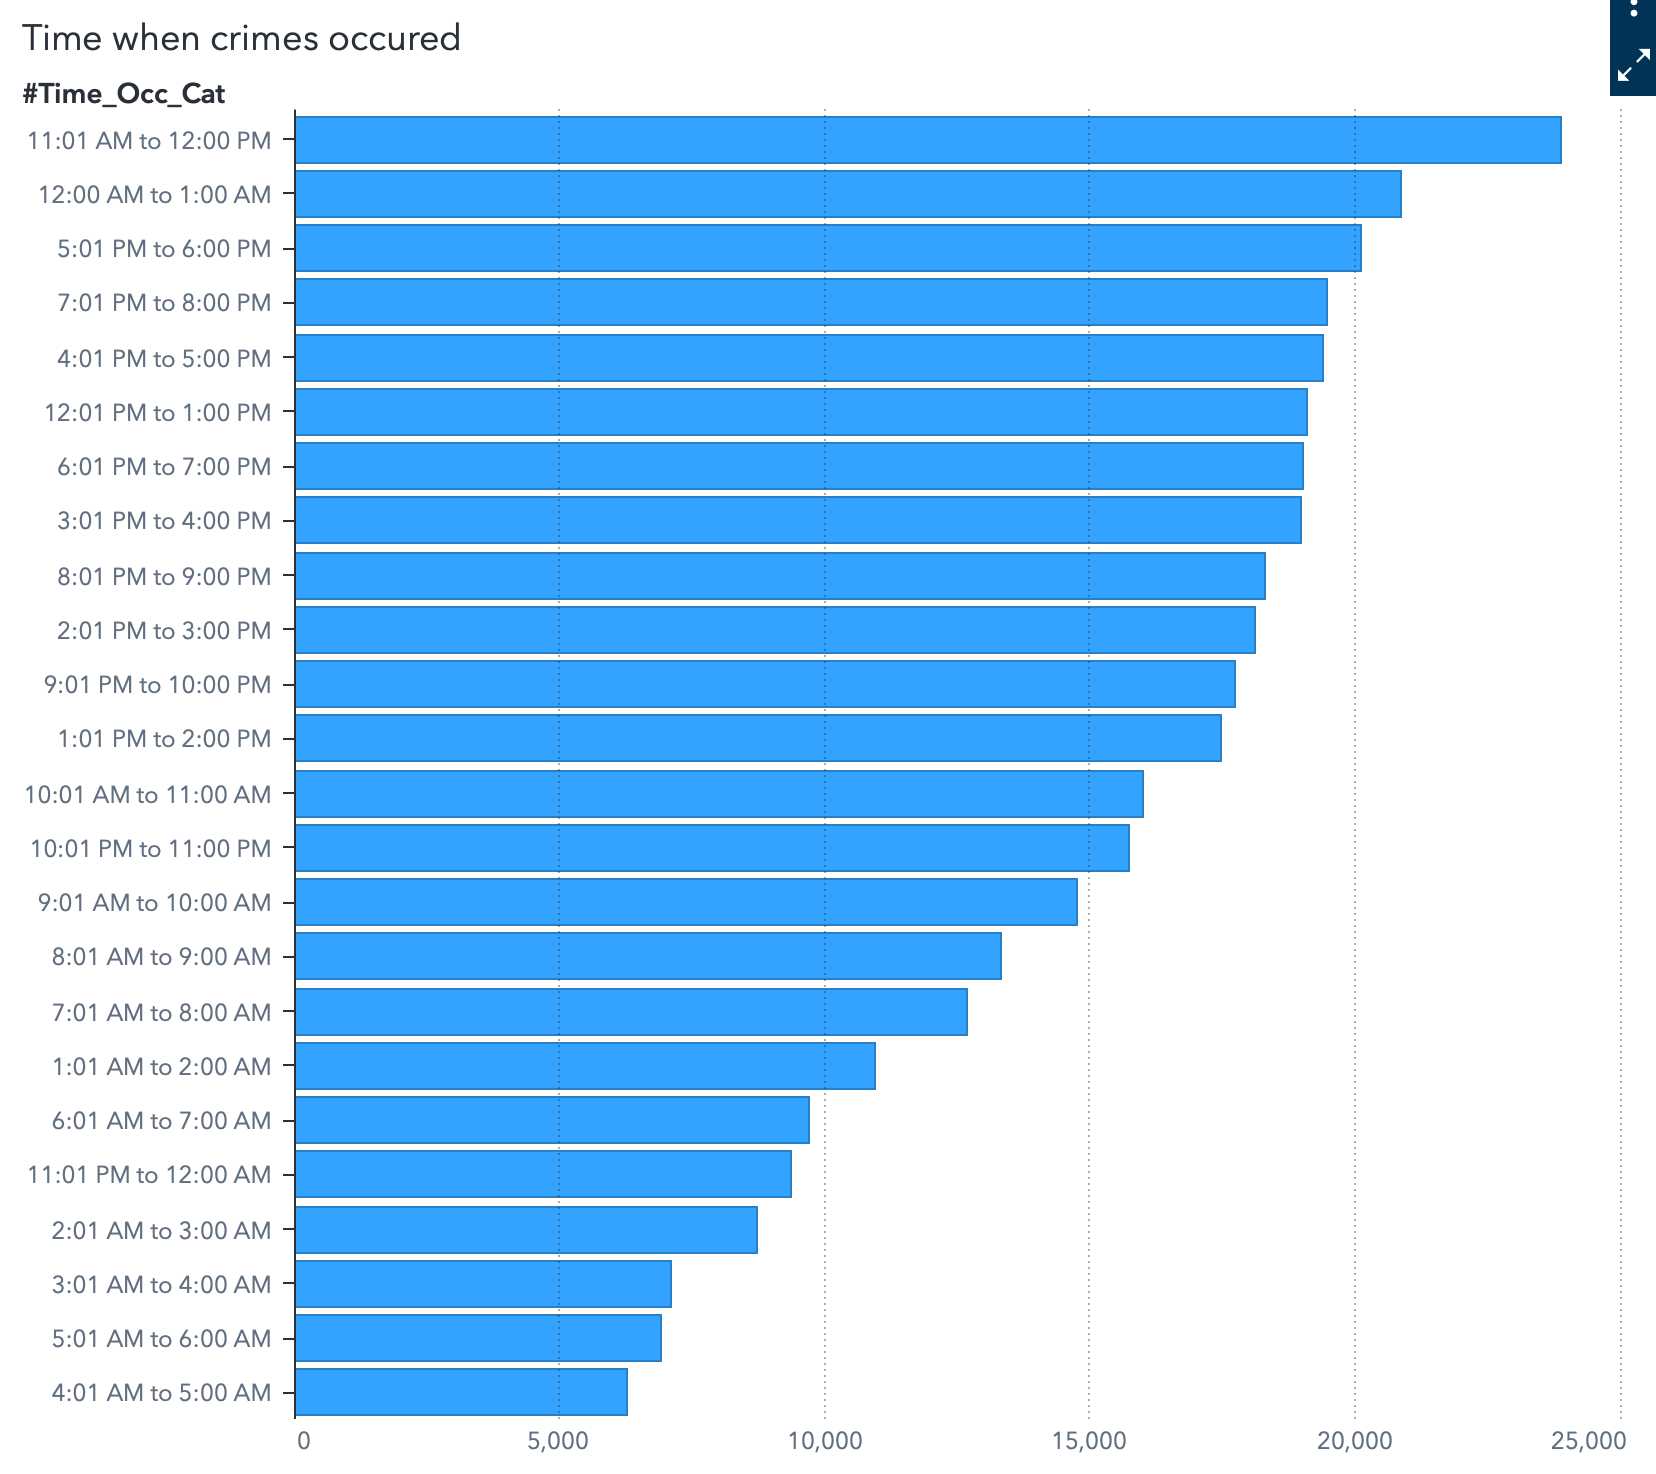 Time when crimes occured
#Time_Occ_Cat
11:01 AM to 12:00 PM
12:00 AM to 1:00 AM
5:01 PM to 6:00 PM
7:01 PM to 8:00 PM
4:01 PM to 5:00 PM
12:01 PM to 1:00 PM
6:01 PM to 7:00 PM
3:01 PM to 4:00 PM
8:01 PM to 9:00 PM
2:01 PM to 3:00 PM
9:01 PM to 10:00 PM
1:01 PM to 2:00 PM
10:01 AM to 11:00 AM
10:01 PM to 11:00 PM
9:01 AM to 10:00 AM
8:01 AM to 9:00 AM
7:01 AM to 8:00 AM
1:01 AM to 2:00 AM
6:01 AM to 7:00 AM
11:01 PM to 12:00 AM
2:01 AM to 3:00 AM
3:01 AM to 4:00 AM
5:01 AM to 6:00 AM
4:01 AM to 5:00 AM
0 5,000 10,000 15,000 20,000 25,000